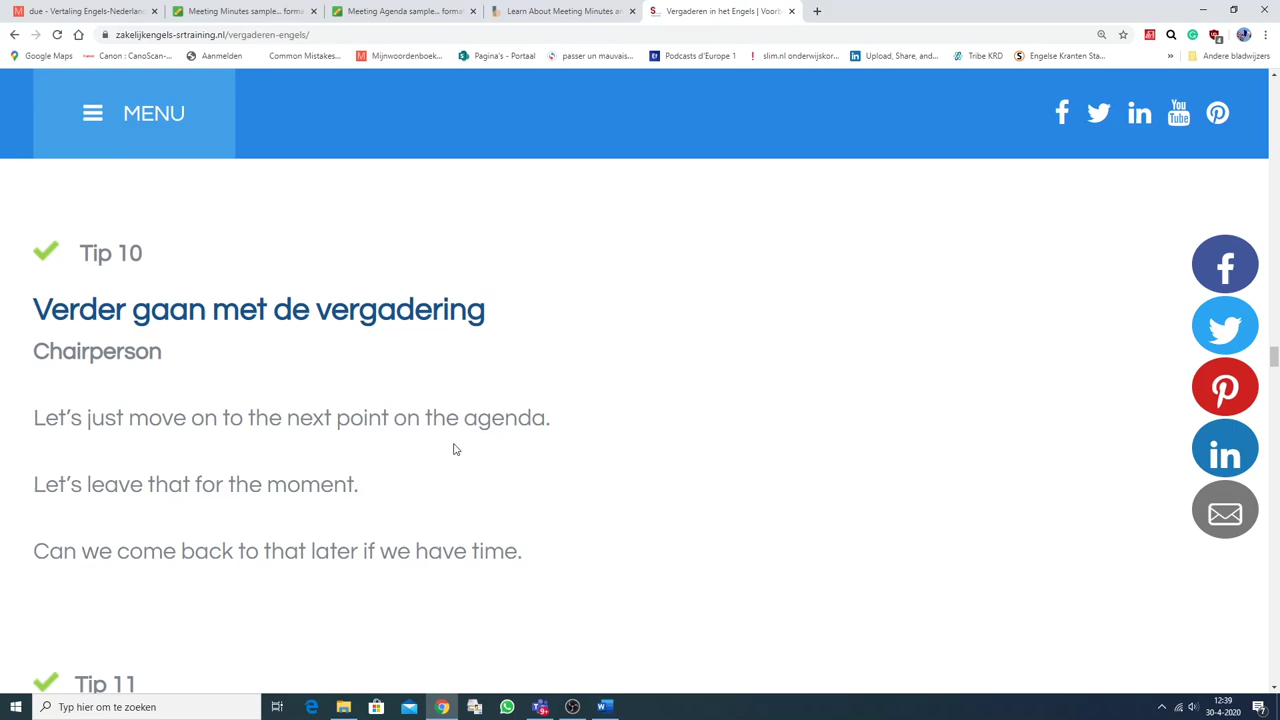 due - Vertaling Engels-Nederlan
Meeting Minutes sample... forma
Meeting Agenda sample... format
Learn About Meeting Minutes an
Vergaderen in het Engels | Voorb
zakelijkengels-srtraining.nl/vergaderen-engels/
Google Maps
Canon : CanoScan-...
Aanmelden
Common Mistakes...
Mijnwoordenboek...
Pagina's - Portaal
passer un mauvais...
Podcasts d'Europe 1
slim.nl onderwijskor...
Upload, Share, and...
Tribe KRD
Engelse Kranten Sta...
»
Andere bladwijzers
MENU
You Tube
Tip 10
Verder gaan met de vergadering
Chairperson
Let's just move on to the next point on the agenda.
Let's leave that for the moment.
Can we come back to that later if we have time.
Tip 11
Typ hier om te zoeken
12:39
30-4-2020